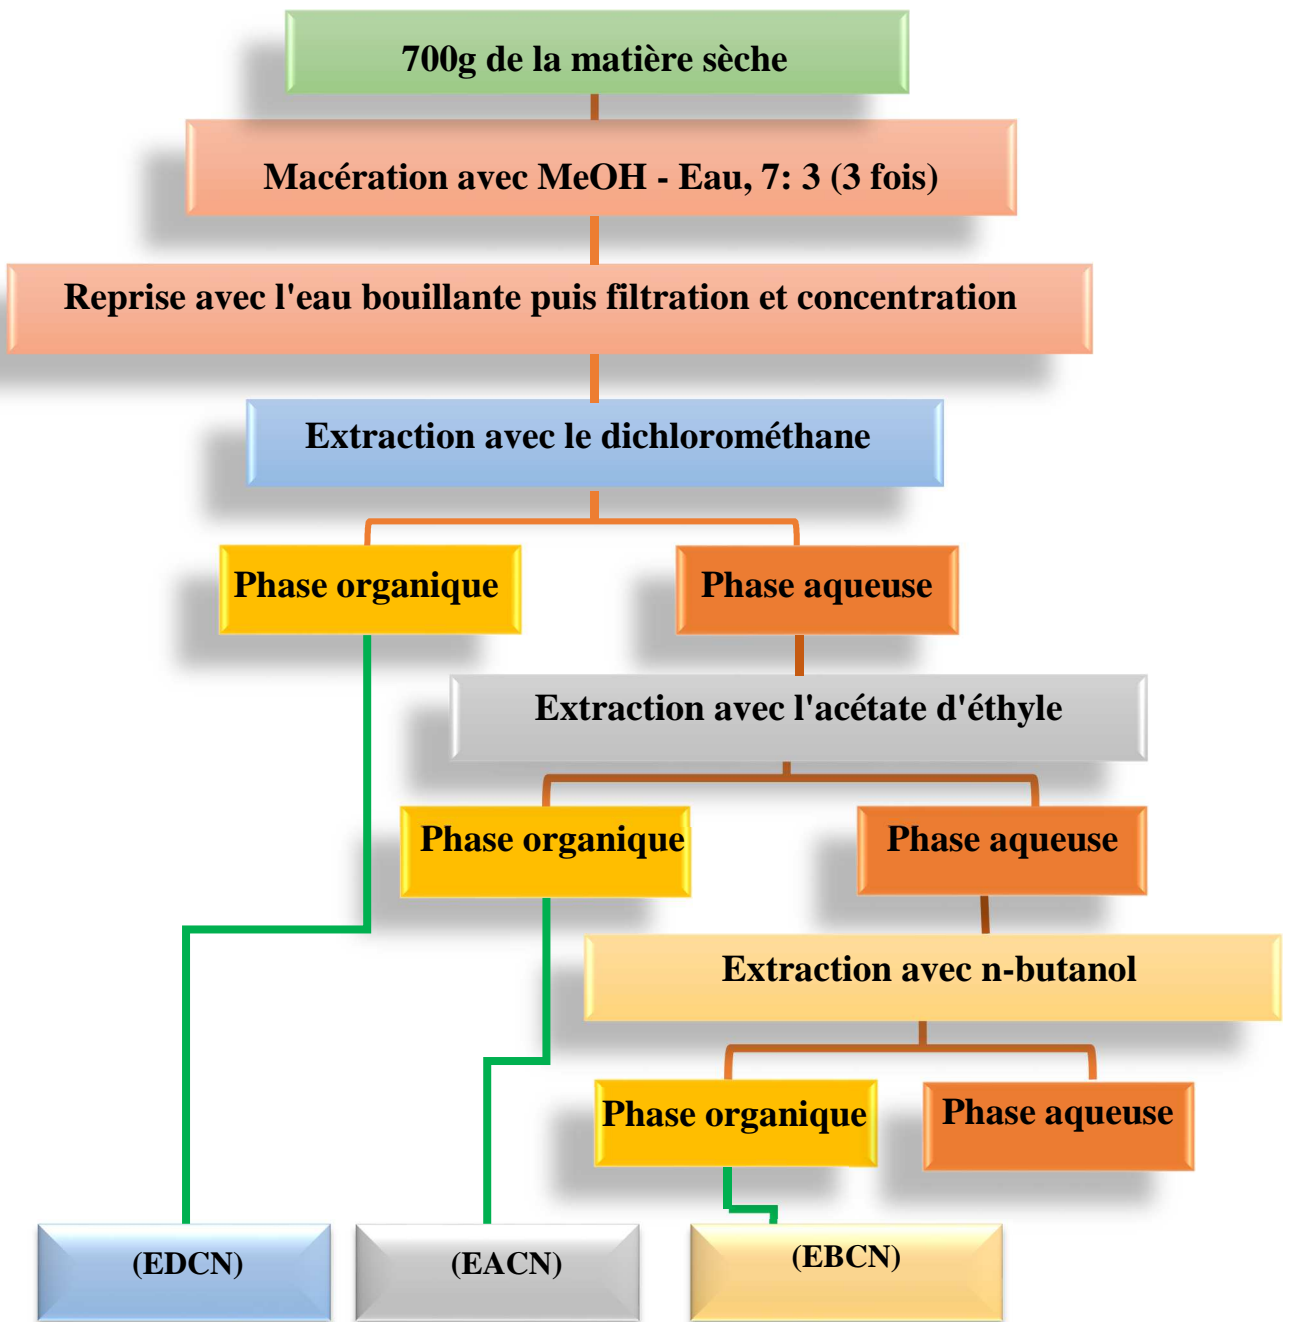 700g de la matière sèche
Macération avec MeOH - Eau, 7: 3 (3 fois)
Reprise avec l'eau bouillante puis filtration et concentration
Extraction avec le dichlorométhane
Phase organique
Phase aqueuse
Extraction avec l'acétate d'éthyle
Phase organique
Phase aqueuse
Extraction avec n-butanol
Phase organique
Phase aqueuse
(EDCN)
(EACN)
(EBCN)